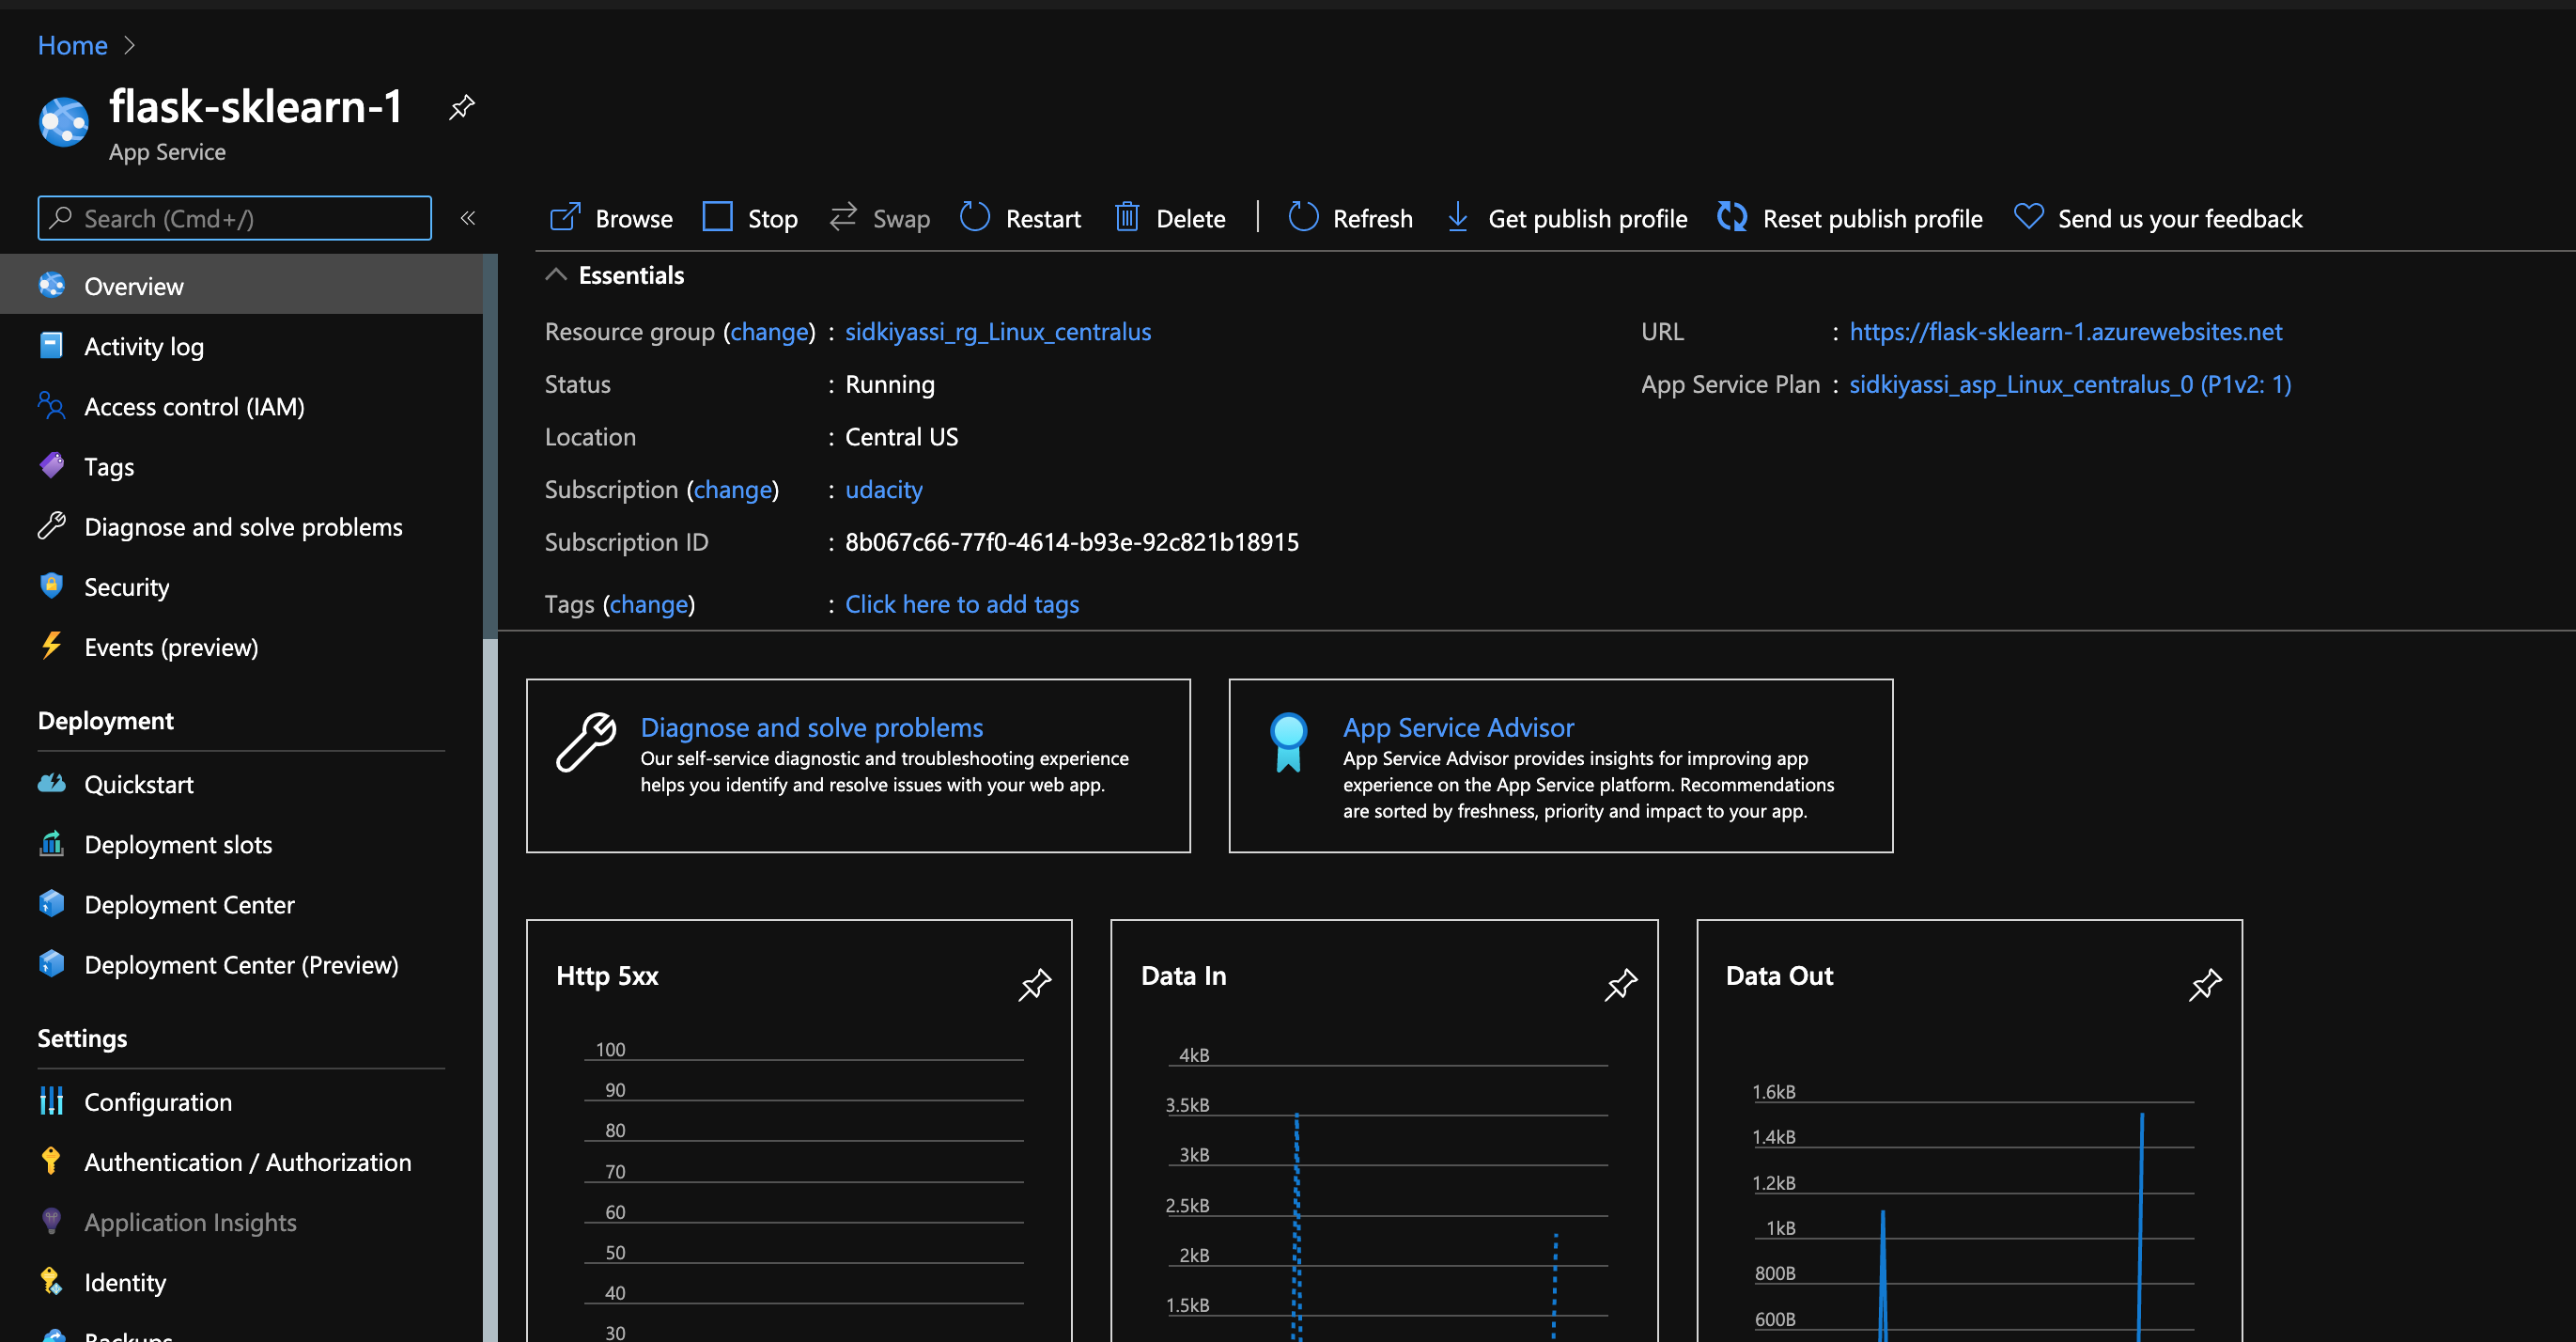 Home
flask-sklearn-1
App Service
Search (Cmd+/)
«
Overview
Activity log
Access control (IAM)
Tags
Diagnose and solve problems
Security
Events (preview)
Deployment
Quickstart
Deployment slots
Deployment Center
Deployment Center (Preview)
Settings
Configuration
Authentication / Authorization
Application Insights
Identity
Backups
Browse Stop Swap Restart Delete Refresh Get publish profile Reset publish profile Send us your feedback
Essentials
Resource group (change) : sidkiyassi_rg_Linux_centralus
Status : Running
Location : Central US
Subscription (change) : udacity
Subscription ID : 8b067c66-77f0-4614-b93e-92c821b18915
Tags (change) : Click here to add tags
URL : https://flask-sklearn-1.azurewebsites.net
App Service Plan : sidkiyassi_asp_Linux_centralus_0 (P1v2: 1)
Diagnose and solve problems
Our self-service diagnostic and troubleshooting experience
helps you identify and resolve issues with your web app.
App Service Advisor
App Service Advisor provides insights for improving app
experience on the App Service platform. Recommendations
are sorted by freshness, priority and impact to your app.
Http 5xx
100
90
80
70
60
50
40
30
Data In
4kB
3.5kB
3kB
2.5kB
2kB
1.5kB
Data Out
1.6kB
1.4kB
1.2kB
1kB
800B
600B